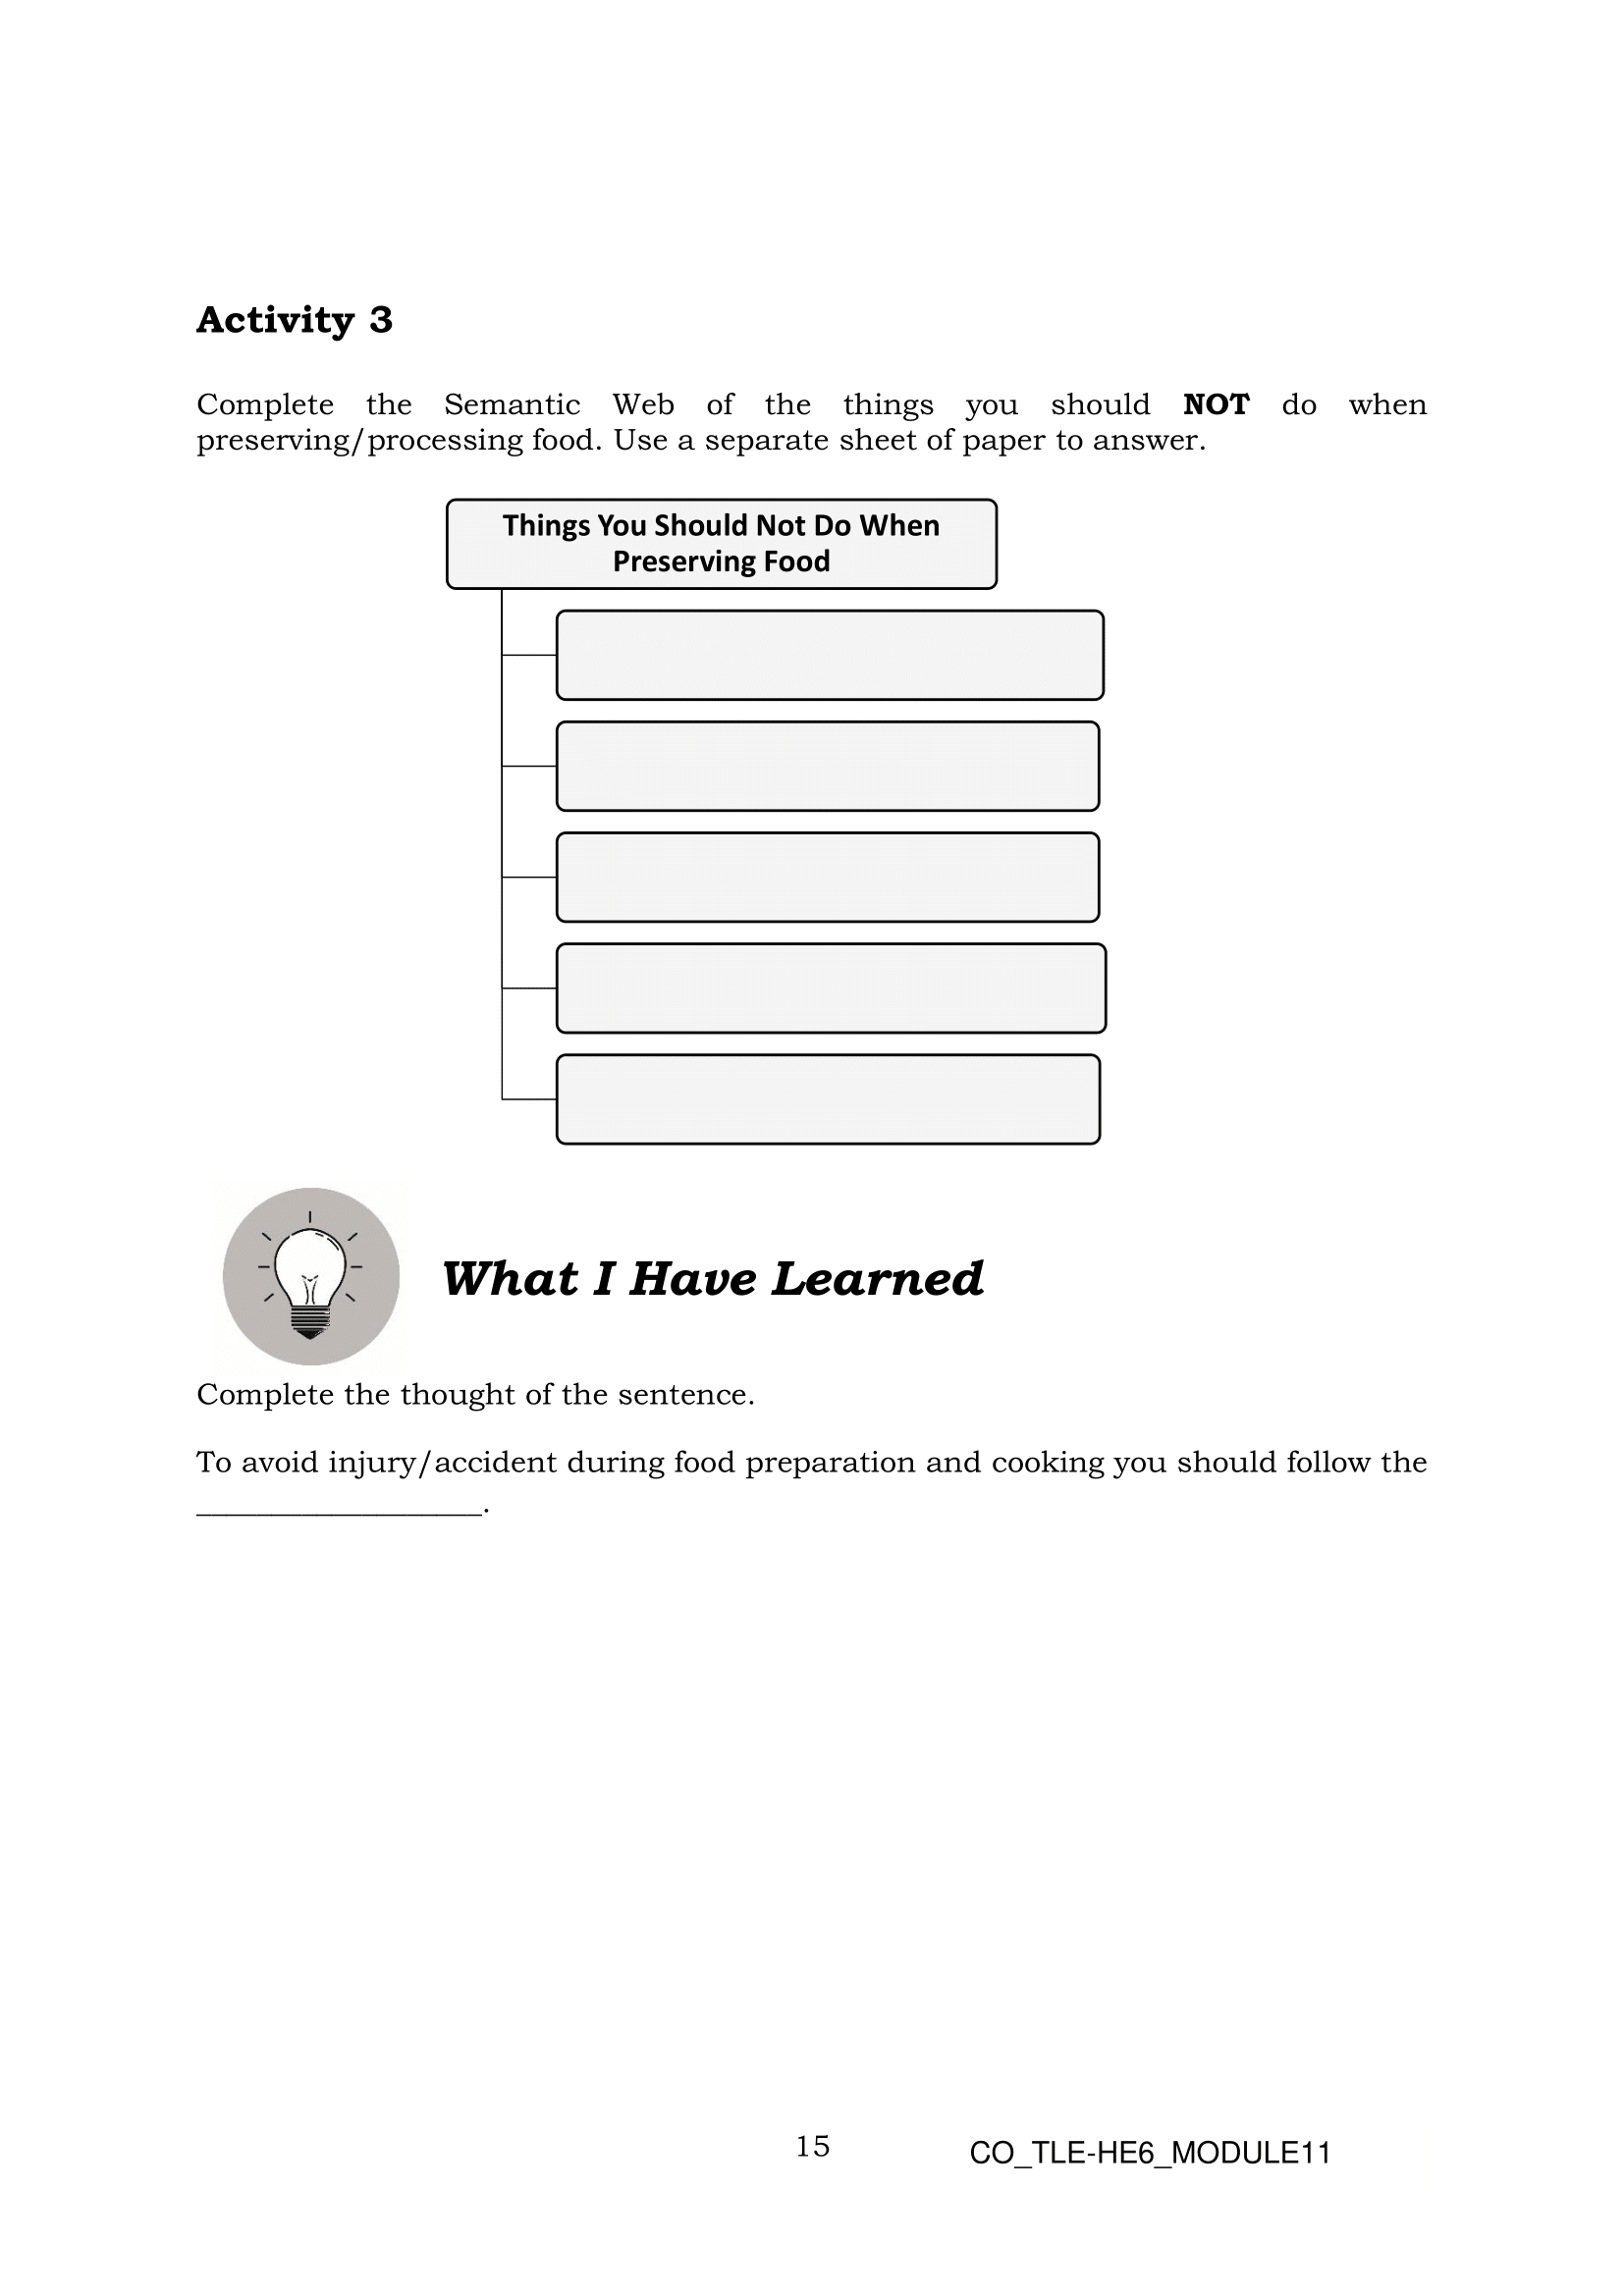 Activity 3
Complete the Semantic Web of the things you should NOT do when
preserving/processing food. Use a separate sheet of paper to answer.
Things You Should Not Do When
Preserving Food
What I Have Learned
Complete the thought of the sentence.
To avoid injury/accident during food preparation and cooking you should follow the
___________________.
15
CO_TLE-HE6_MODULE11